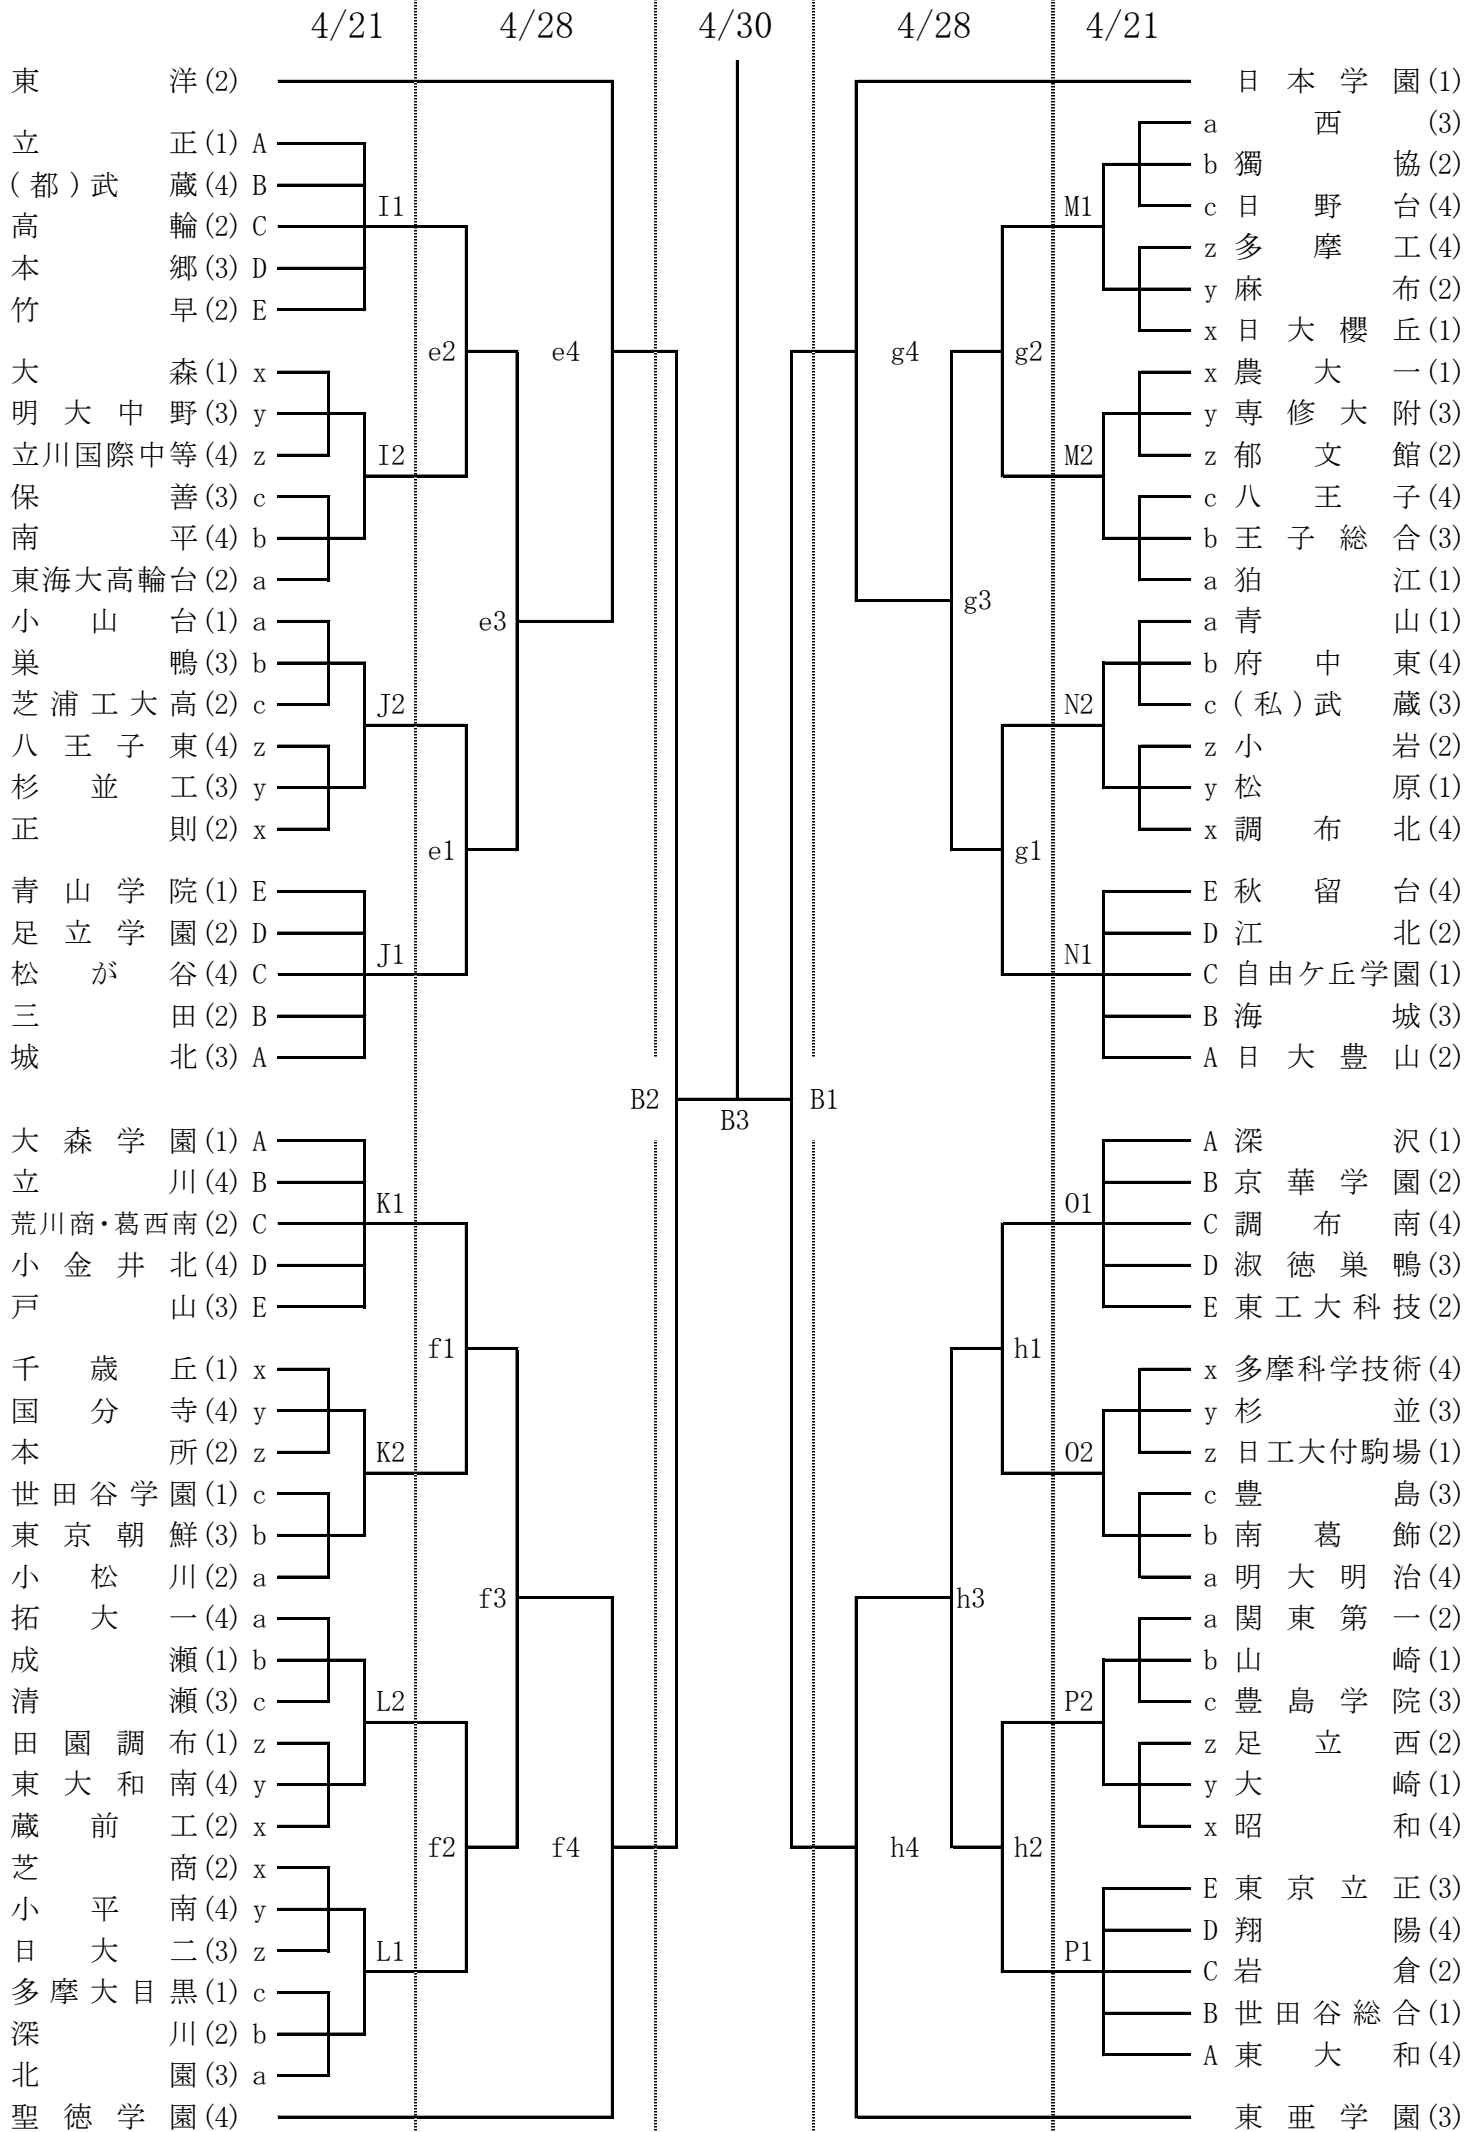 4/21 4/28 4/30 4/28 4/21
東洋(2)
立正(1) A
(都)武蔵(4) B
I1
高輪(2) C
本郷(3) D
竹早(2) E
e2
e4
大森(1) x
明大中野(3) y
立川国際中等(4) z
I2
保善(3) c
南平(4) b
東海大高輪台(2) a
小山台(1) a
e3
巣鴨(3) b
芝浦工大高(2) c
J2
八王子東(4) z
杉並工(3) y
正則(2) x
e1
青山学院(1) E
足立学園(2) D
J1
松が谷(4) C
三田(2) B
城北(3) A
B2
B3
B1
大森学園(1) A
立川(4) B
K1
荒川商・葛西南(2) C
小金井北(4) D
戸山(3) E
f1
千歳丘(1) x
国分寺(4) y
本所(2) z
K2
世田谷学園(1) c
東京朝鮮(3) b
小松川(2) a
f3
拓大一(4) a
成瀬(1) b
清瀬(3) c
L2
田園調布(1) z
東大和南(4) y
蔵前工(2) x
f2
f4
芝商(2) x
小平南(4) y
日大二(3) z
L1
多摩大目黒(1) c
深川(2) b
北園(3) a
聖徳学園(4)
日本学園(1)
a 西(3)
b 獨協(2)
c 日野台(4)
M1
z 多摩工(4)
y 麻布(2)
x 日大櫻丘(1)
g4
g2
x 農大一(1)
y 専修大附(3)
z 郁文館(2)
M2
c 八王子(4)
b 王子総合(3)
a 狛江(1)
g3
a 青山(1)
b 府中東(4)
c (私)武蔵(3)
N2
z 小岩(2)
y 松原(1)
x 調布北(4)
g1
E 秋留台(4)
D 江北(2)
N1
C 自由ケ丘学園(1)
B 海城(3)
A 日大豊山(2)
A 深沢(1)
B 京華学園(2)
O1
C 調布南(4)
D 淑徳巣鴨(3)
E 東工大科技(2)
h1
x 多摩科学技術(4)
y 杉並(3)
z 日工大付駒場(1)
O2
c 豊島(3)
b 南葛飾(2)
a 明大明治(4)
h3
a 関東第一(2)
b 山崎(1)
c 豊島学院(3)
P2
z 足立西(2)
y 大崎(1)
x 昭和(4)
h4
h2
E 東京立正(3)
D 翔陽(4)
P1
C 岩倉(2)
B 世田谷総合(1)
A 東大和(4)
東亜学園(3)